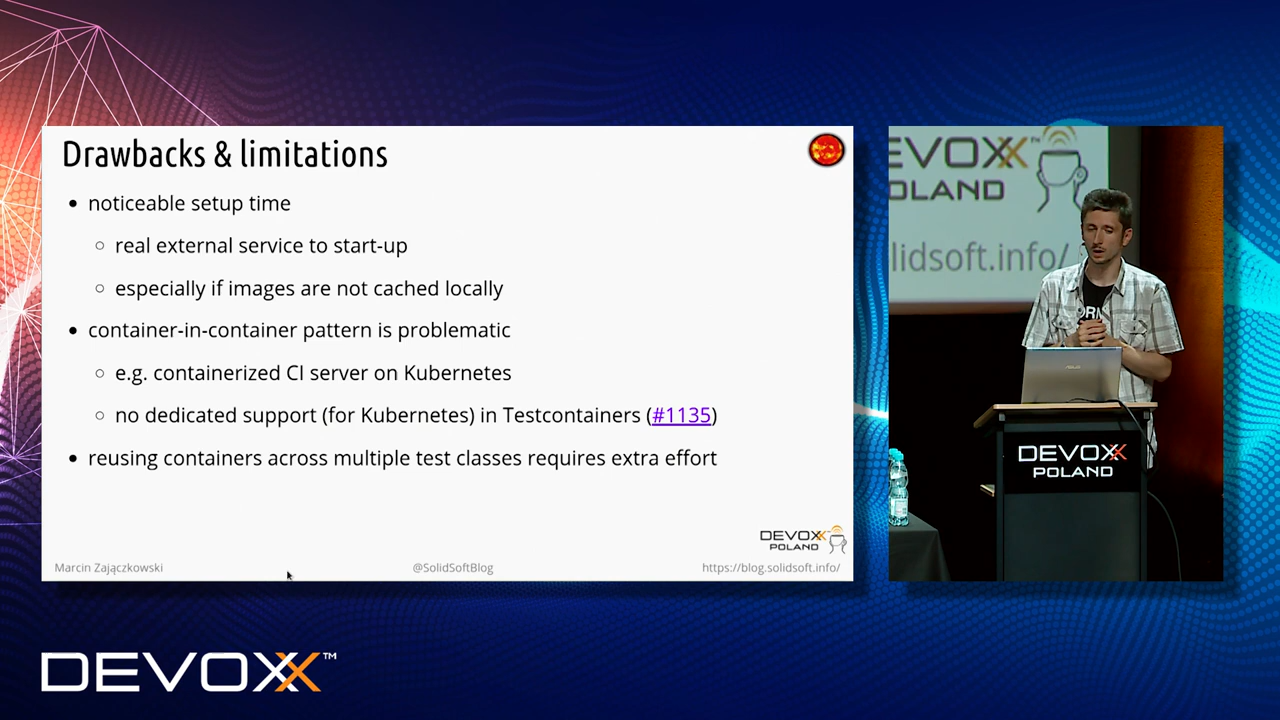 Drawbacks & limitations
• noticeable setup time
○ real external service to start-up
○ especially if images are not cached locally
• container-in-container pattern is problematic
○ e.g. containerized CI server on Kubernetes
○ no dedicated support (for Kubernetes) in Testcontainers (#1135)
• reusing containers across multiple test classes requires extra effort
DEVOXX
POLAND
Marcin Zajączkowski
@SolidSoftBlog
https://blog.solidsoft.info/
EVOXX™
OLAND
lidsoft.info/
DEVOXX
POLAND
DEVOXX™